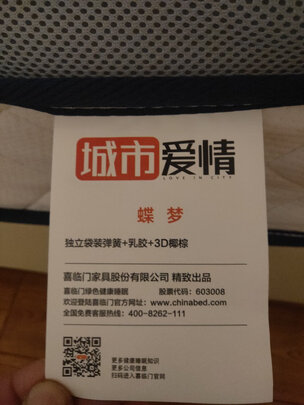 城市爱情
LOVE IN CITY
蝶梦
独立袋装弹簧+乳胶+3D椰棕
喜临门家具股份有限公司 精致出品
喜临门绿色健康睡眠 股票代码：603008
欢迎登陆喜临门官方网站：www.chinabed.com
全国免费客服热线：400-8262-111
更多健康睡眠知识
更多公司信息
扫码进入喜临门官网